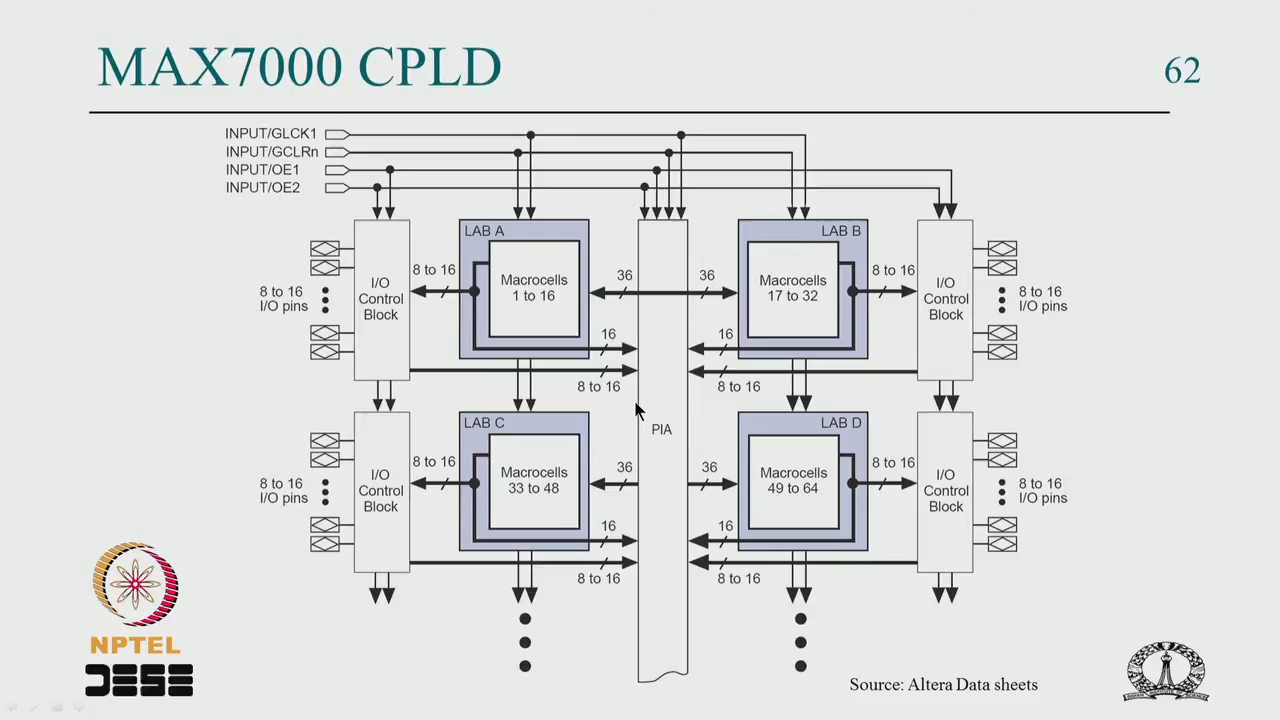 MAX7000 CPLD
62
INPUT/GLCK1
INPUT/GCLRn
INPUT/OE1
INPUT/OE2
LAB A
LAB B
8 to 16
I/O pins
I/O
Control
Block
8 to 16
Macrocells
1 to 16
36
36
Macrocells
17 to 32
8 to 16
I/O
Control
Block
8 to 16
I/O pins
16
16
8 to 16
8 to 16
PIA
LAB C
LAB D
8 to 16
I/O pins
I/O
Control
Block
8 to 16
Macrocells
33 to 48
36
36
Macrocells
49 to 64
8 to 16
I/O
Control
Block
8 to 16
I/O pins
16
16
8 to 16
8 to 16
NPTEL
DESE
Source: Altera Data sheets